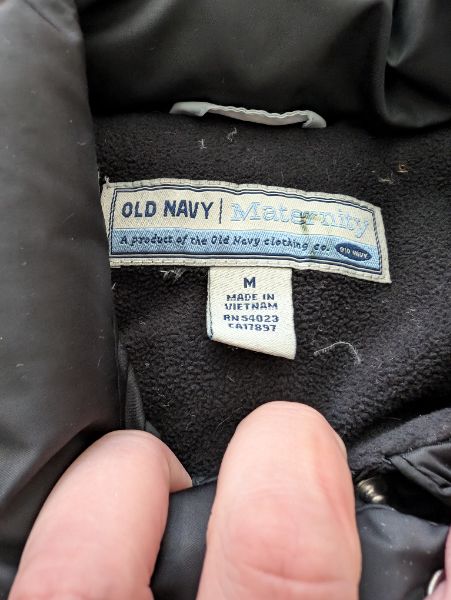 OLD NAVY | Maternity
A product of the Old Navy clothing co. OLD NAVY
M
MADE IN
VIETNAM
RN54023
CA17897